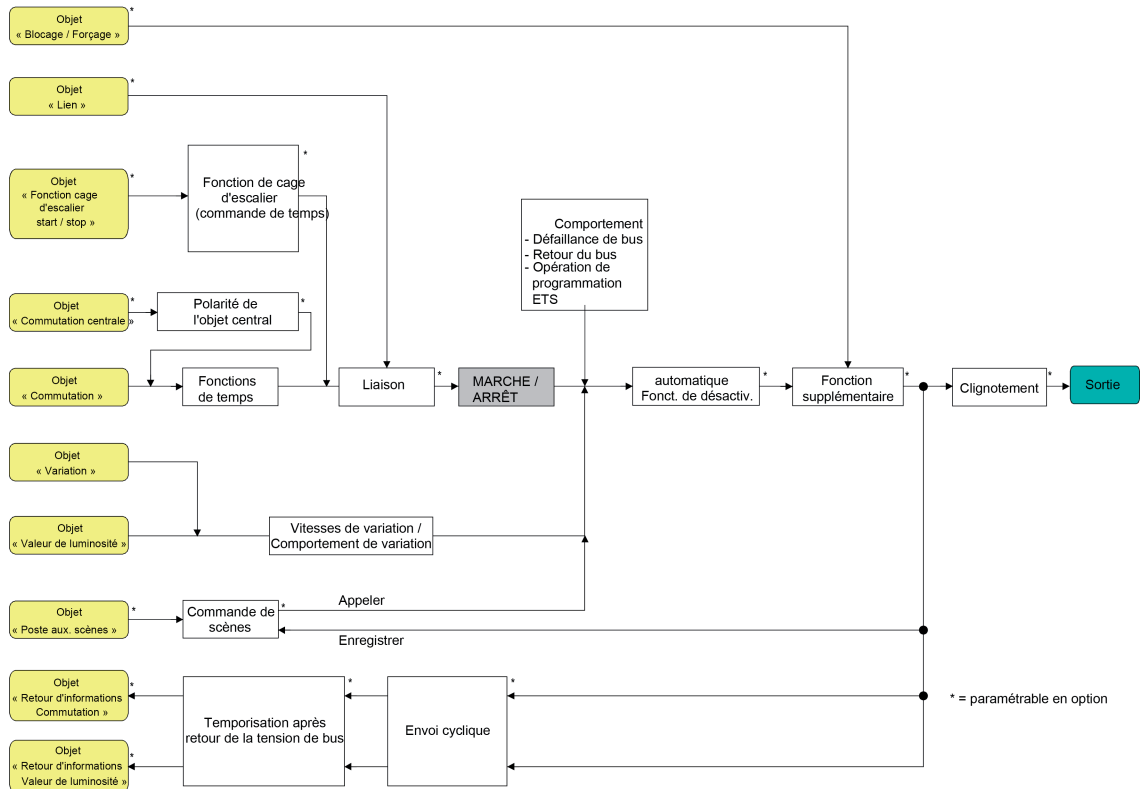 Objet
« Blocage / Forçage »
*
Objet
« Lien »
*
Objet
« Fonction cage
d'escalier
start / stop »
*
Fonction de cage
d'escalier
(commande de temps)
*
Comportement
- Défaillance de bus
- Retour du bus
- Opération de
programmation
ETS
Objet
« Commutation centrale »
*
Polarité de
l'objet central
*
Objet
« Commutation »
Fonctions
de temps
Liaison
*
MARCHE /
ARRÊT
automatique
Fonct. de désactiv.
*
Fonction
supplémentaire
*
Clignotement
*
Sortie
Objet
« Variation »
Objet
« Valeur de luminosité »
Vitesses de variation /
Comportement de variation
Objet
« Poste aux. scènes »
*
Commande de
scènes
*
Appeler
Enregistrer
Objet
« Retour d'informations
Commutation »
*
Objet
« Retour d'informations
Valeur de luminosité »
*
Temporisation après
retour de la tension de bus
*
Envoi cyclique
*
* = paramétrable en option